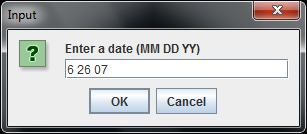 Input
Enter a date (MM DD YY)
6 26 07
OK Cancel